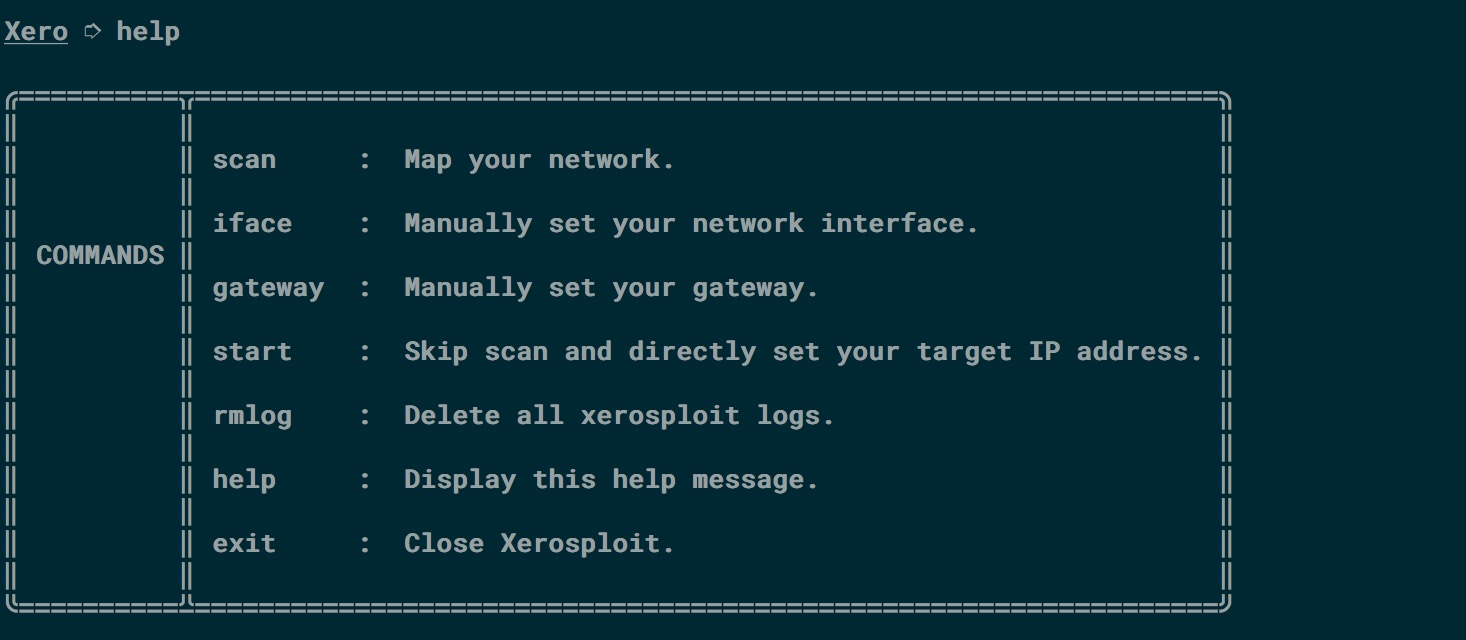 Xero ➩ help
scan : Map your network.
iface : Manually set your network interface.
COMMANDS
gateway : Manually set your gateway.
start : Skip scan and directly set your target IP address.
rmlog : Delete all xerosploit logs.
help : Display this help message.
exit : Close Xerosploit.